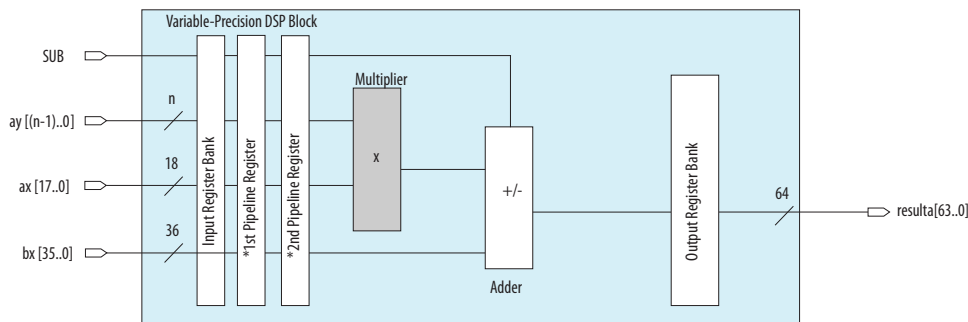 Variable-Precision DSP Block
SUB
Multiplier
n
ay [(n-1)..0]
Input Register Bank
*1st Pipeline Register
*2nd Pipeline Register
x
+/-
Output Register Bank
18
ax [17..0]
64
resulta[63..0]
36
bx [35..0]
Adder